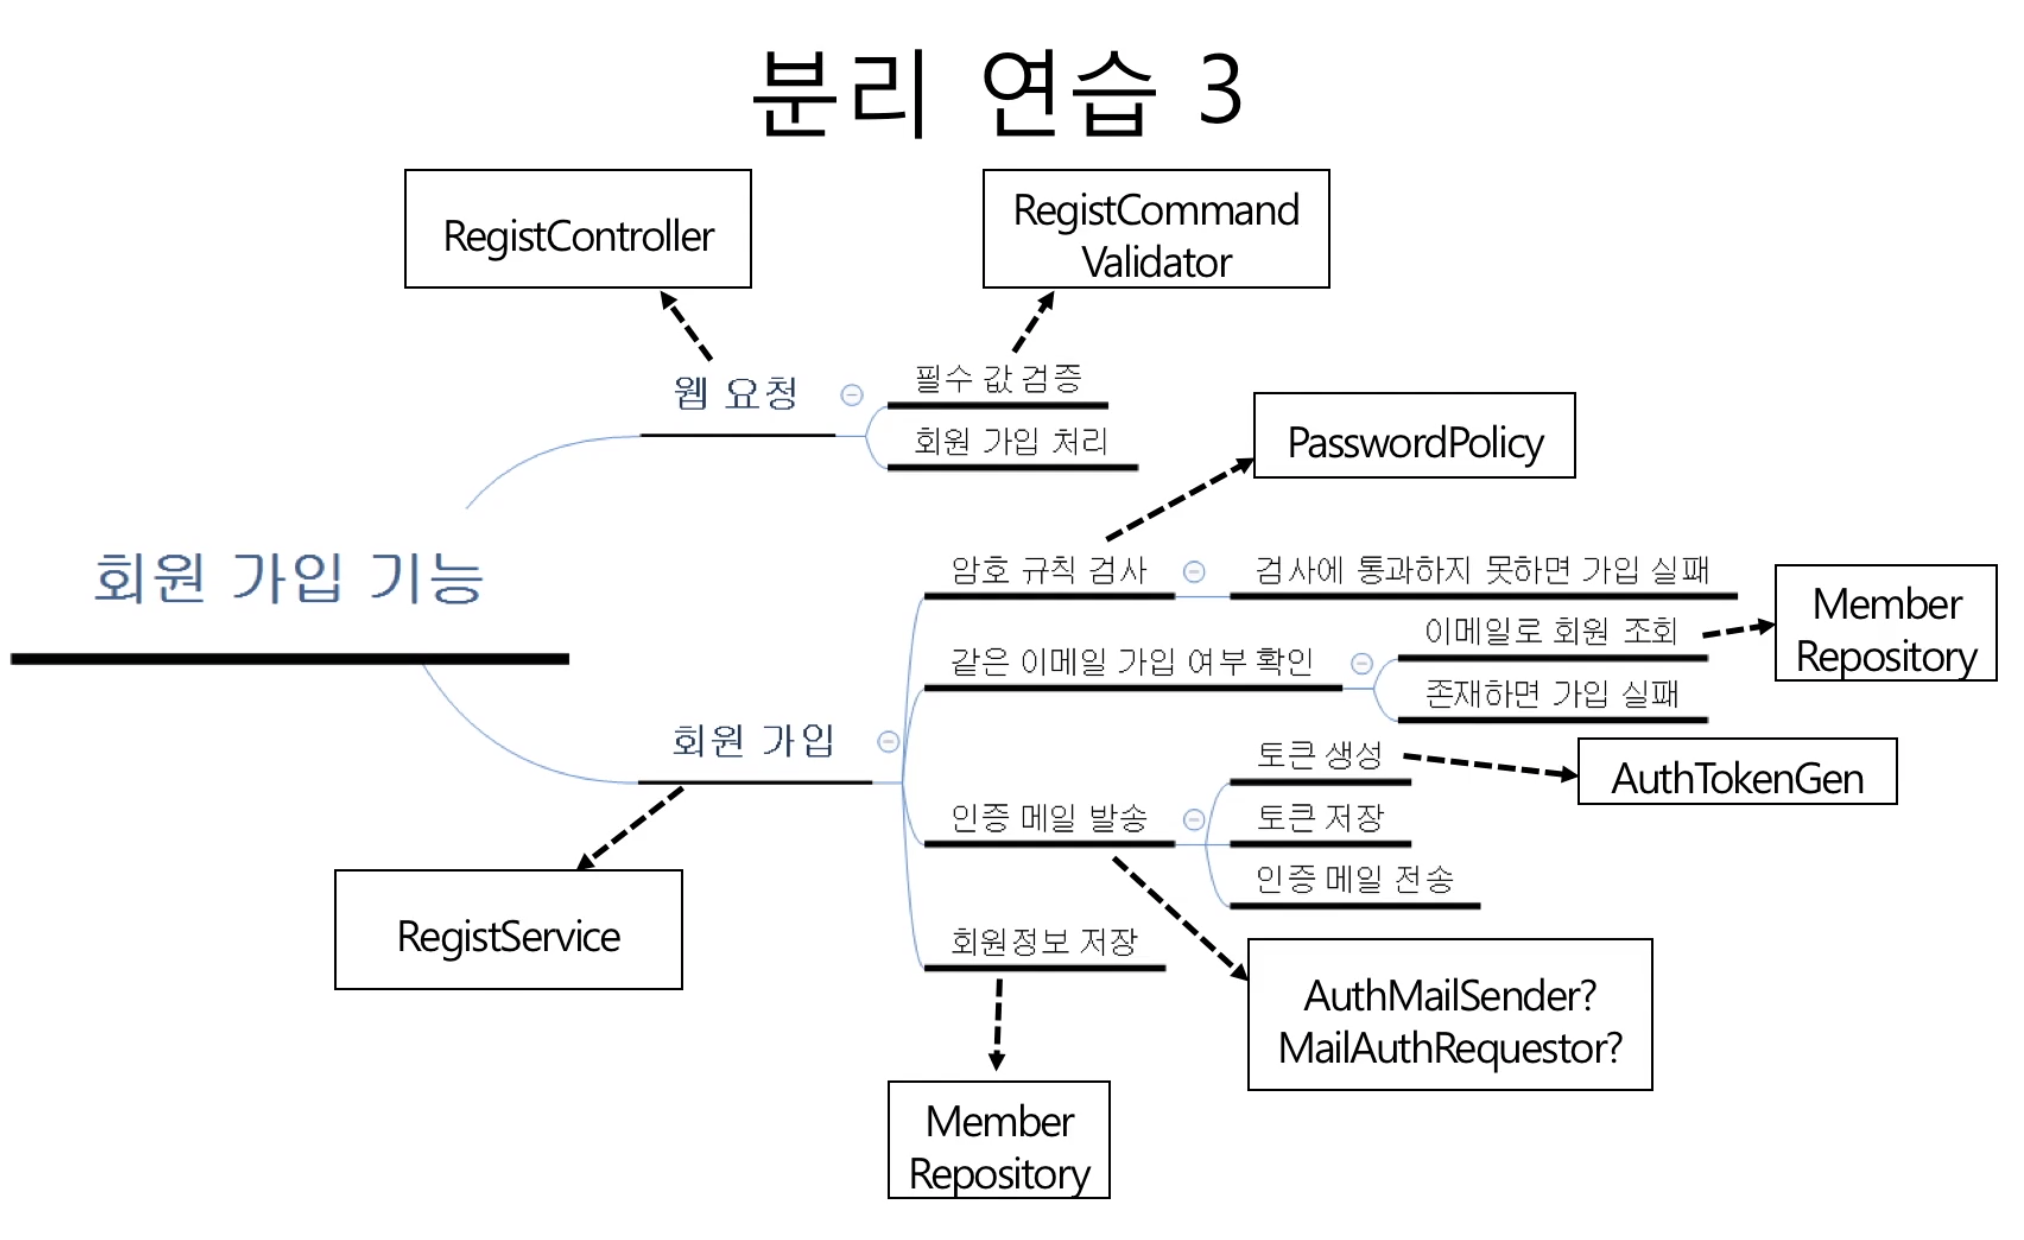 분리 연습 3
RegistController
RegistCommand
Validator
웹 요청
필수 값 검증
회원 가입 처리
PasswordPolicy
회원 가입 기능
암호 규칙 검사
검사에 통과하지 못하면 가입 실패
같은 이메일 가입 여부 확인
이메일로 회원 조회
Member
Repository
존재하면 가입 실패
회원 가입
토큰 생성
AuthTokenGen
인증 메일 발송
토큰 저장
인증 메일 전송
RegistService
회원정보 저장
AuthMailSender?
MailAuthRequestor?
Member
Repository